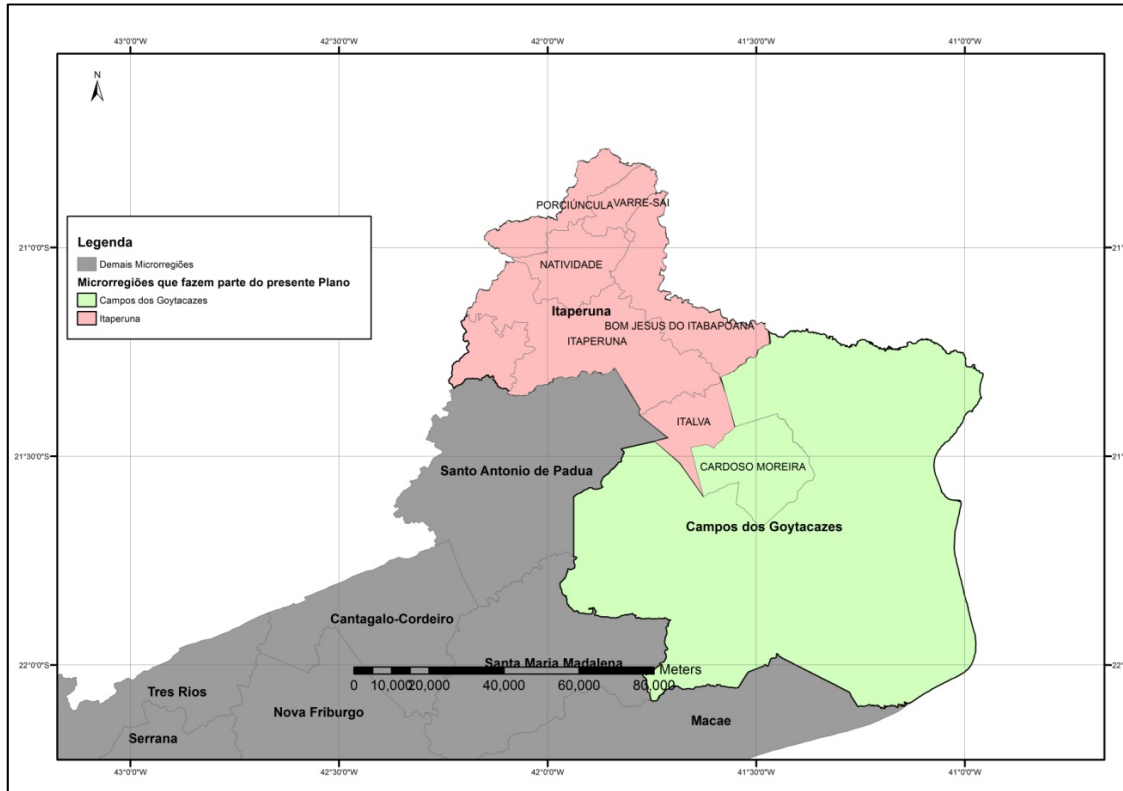 43°0'0"W 42°30'0"W 42°0'0"W 41°30'0"W 41°0'0"W
N
PORCIÚNCULA VARRE-SAI
21°0'0"S 21°
Legenda
Demais Microrregiões
Microrregiões que fazem parte do presente Plano
Campos dos Goytacazes
Itaperuna
NATIVIDADE
Itaperuna
BOM JESUS DO ITABAPOANA
ITAPERUNA
ITALVA
21°30'0"S 21°
Santo Antonio de Padua
CARDOSO MOREIRA
Campos dos Goytacazes
Cantagalo-Cordeiro
22°0'0"S 22°
Santa Maria Madalena
Meters
0 10,000 20,000 40,000 60,000 80,000
Tres Rios
Nova Friburgo
Macae
Serrana
43°0'0"W 42°30'0"W 42°0'0"W 41°30'0"W 41°0'0"W